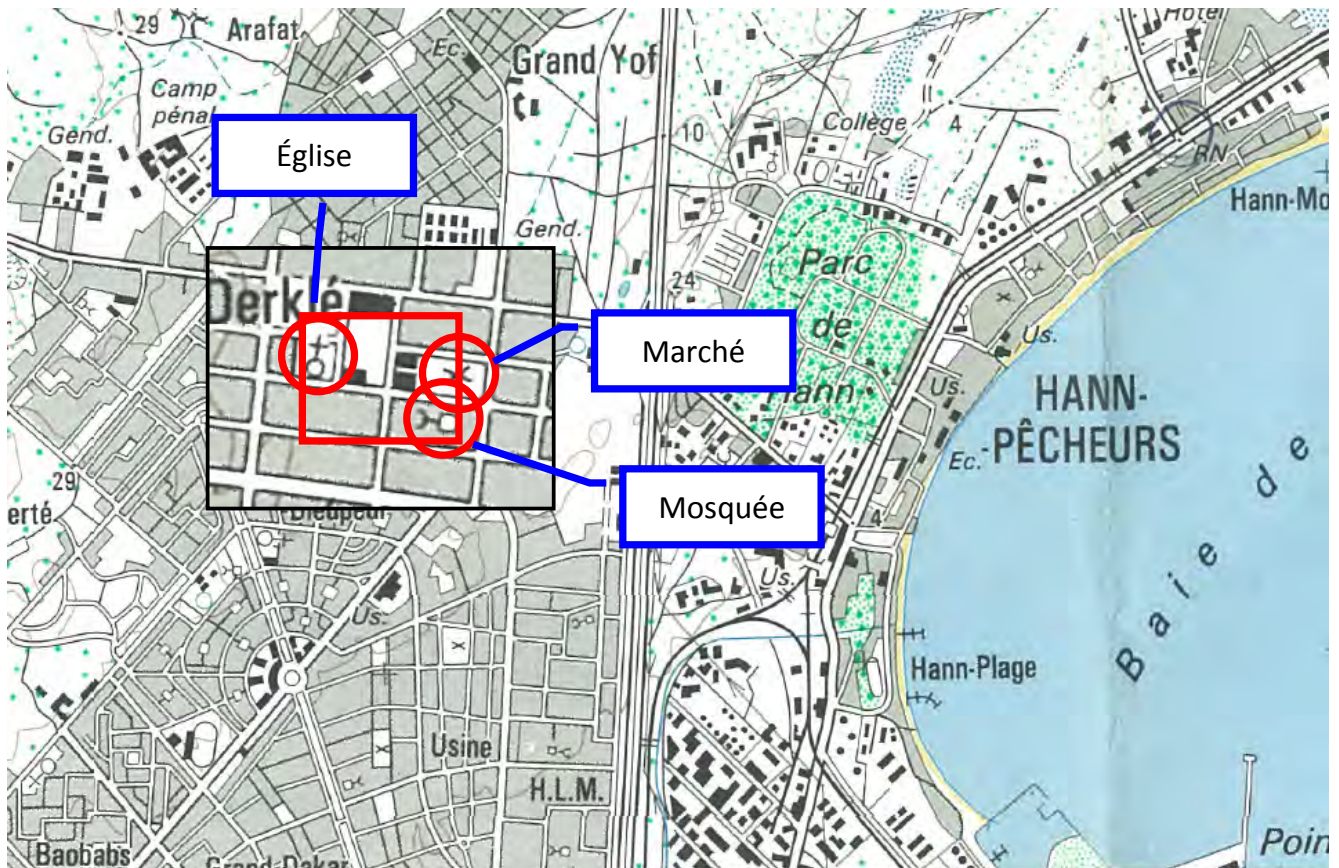 29
Arafat
Ec.
Grand Yof
Hôtel
Camp
pénal
Gend.
10
Collège
4
RN
Église
Hann-Mo
Gend.
24
Parc
de
Hann
Derklé
Marché
Us.
Us.
HANN-
PÊCHEURS
Ec.
29
erté
Mosquée
-Dieupeur-
4
Us.
Us.
Baie de
Hann-Plage
Usine
H.L.M.
Baobabs
Grand-Dakar
Poin